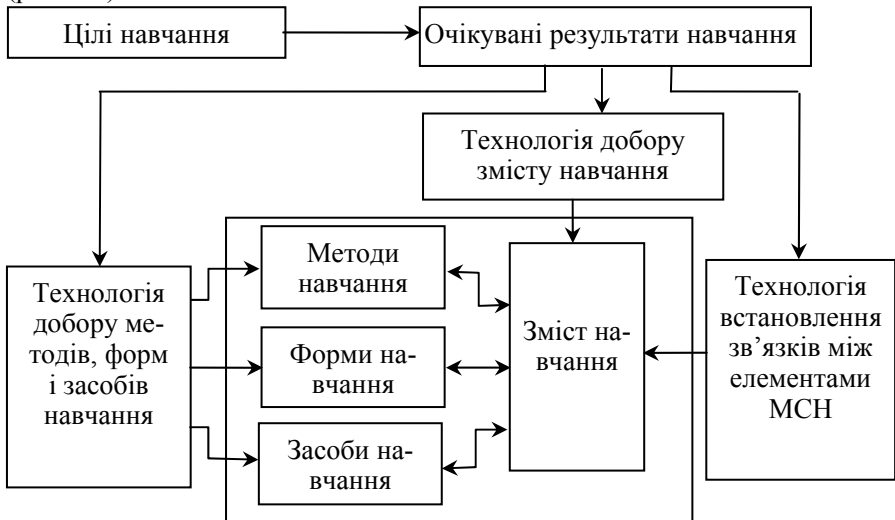 Цілі навчання
Очікувані результати навчання
Технологія добору
змісту навчання
Методи
навчання
Технологія
добору ме-
тодів, форм
і засобів
навчання
Форми на-
вчання
Засоби на-
вчання
Зміст на-
вчання
Технологія
встановлення
зв’язків між
елементами
МСН